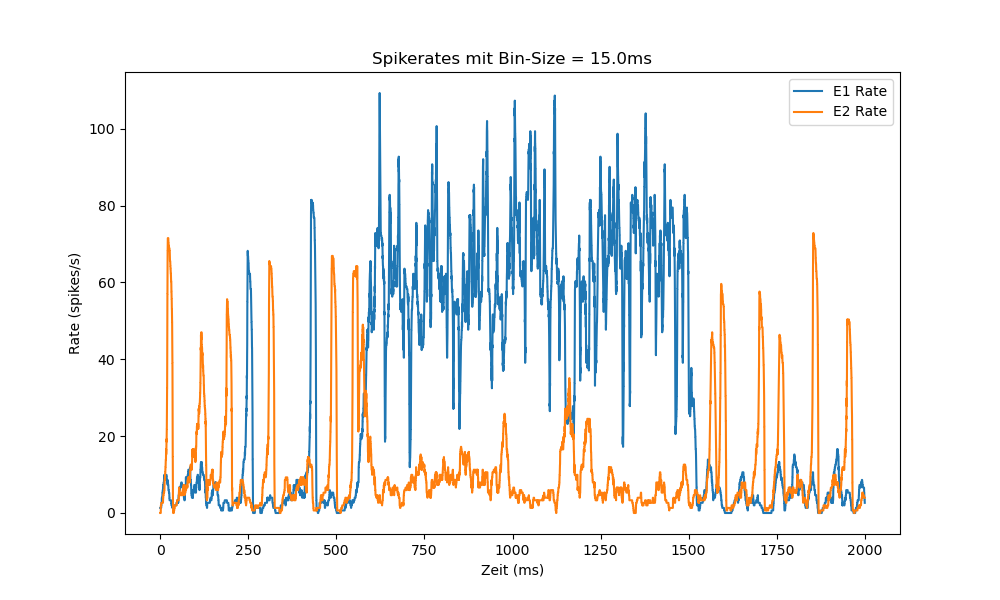 Spikerates mit Bin-Size = 15.0ms
E1 Rate
E2 Rate
Rate (spikes/s)
100
80
60
40
20
0
0 250 500 750 1000 1250 1500 1750 2000
Zeit (ms)